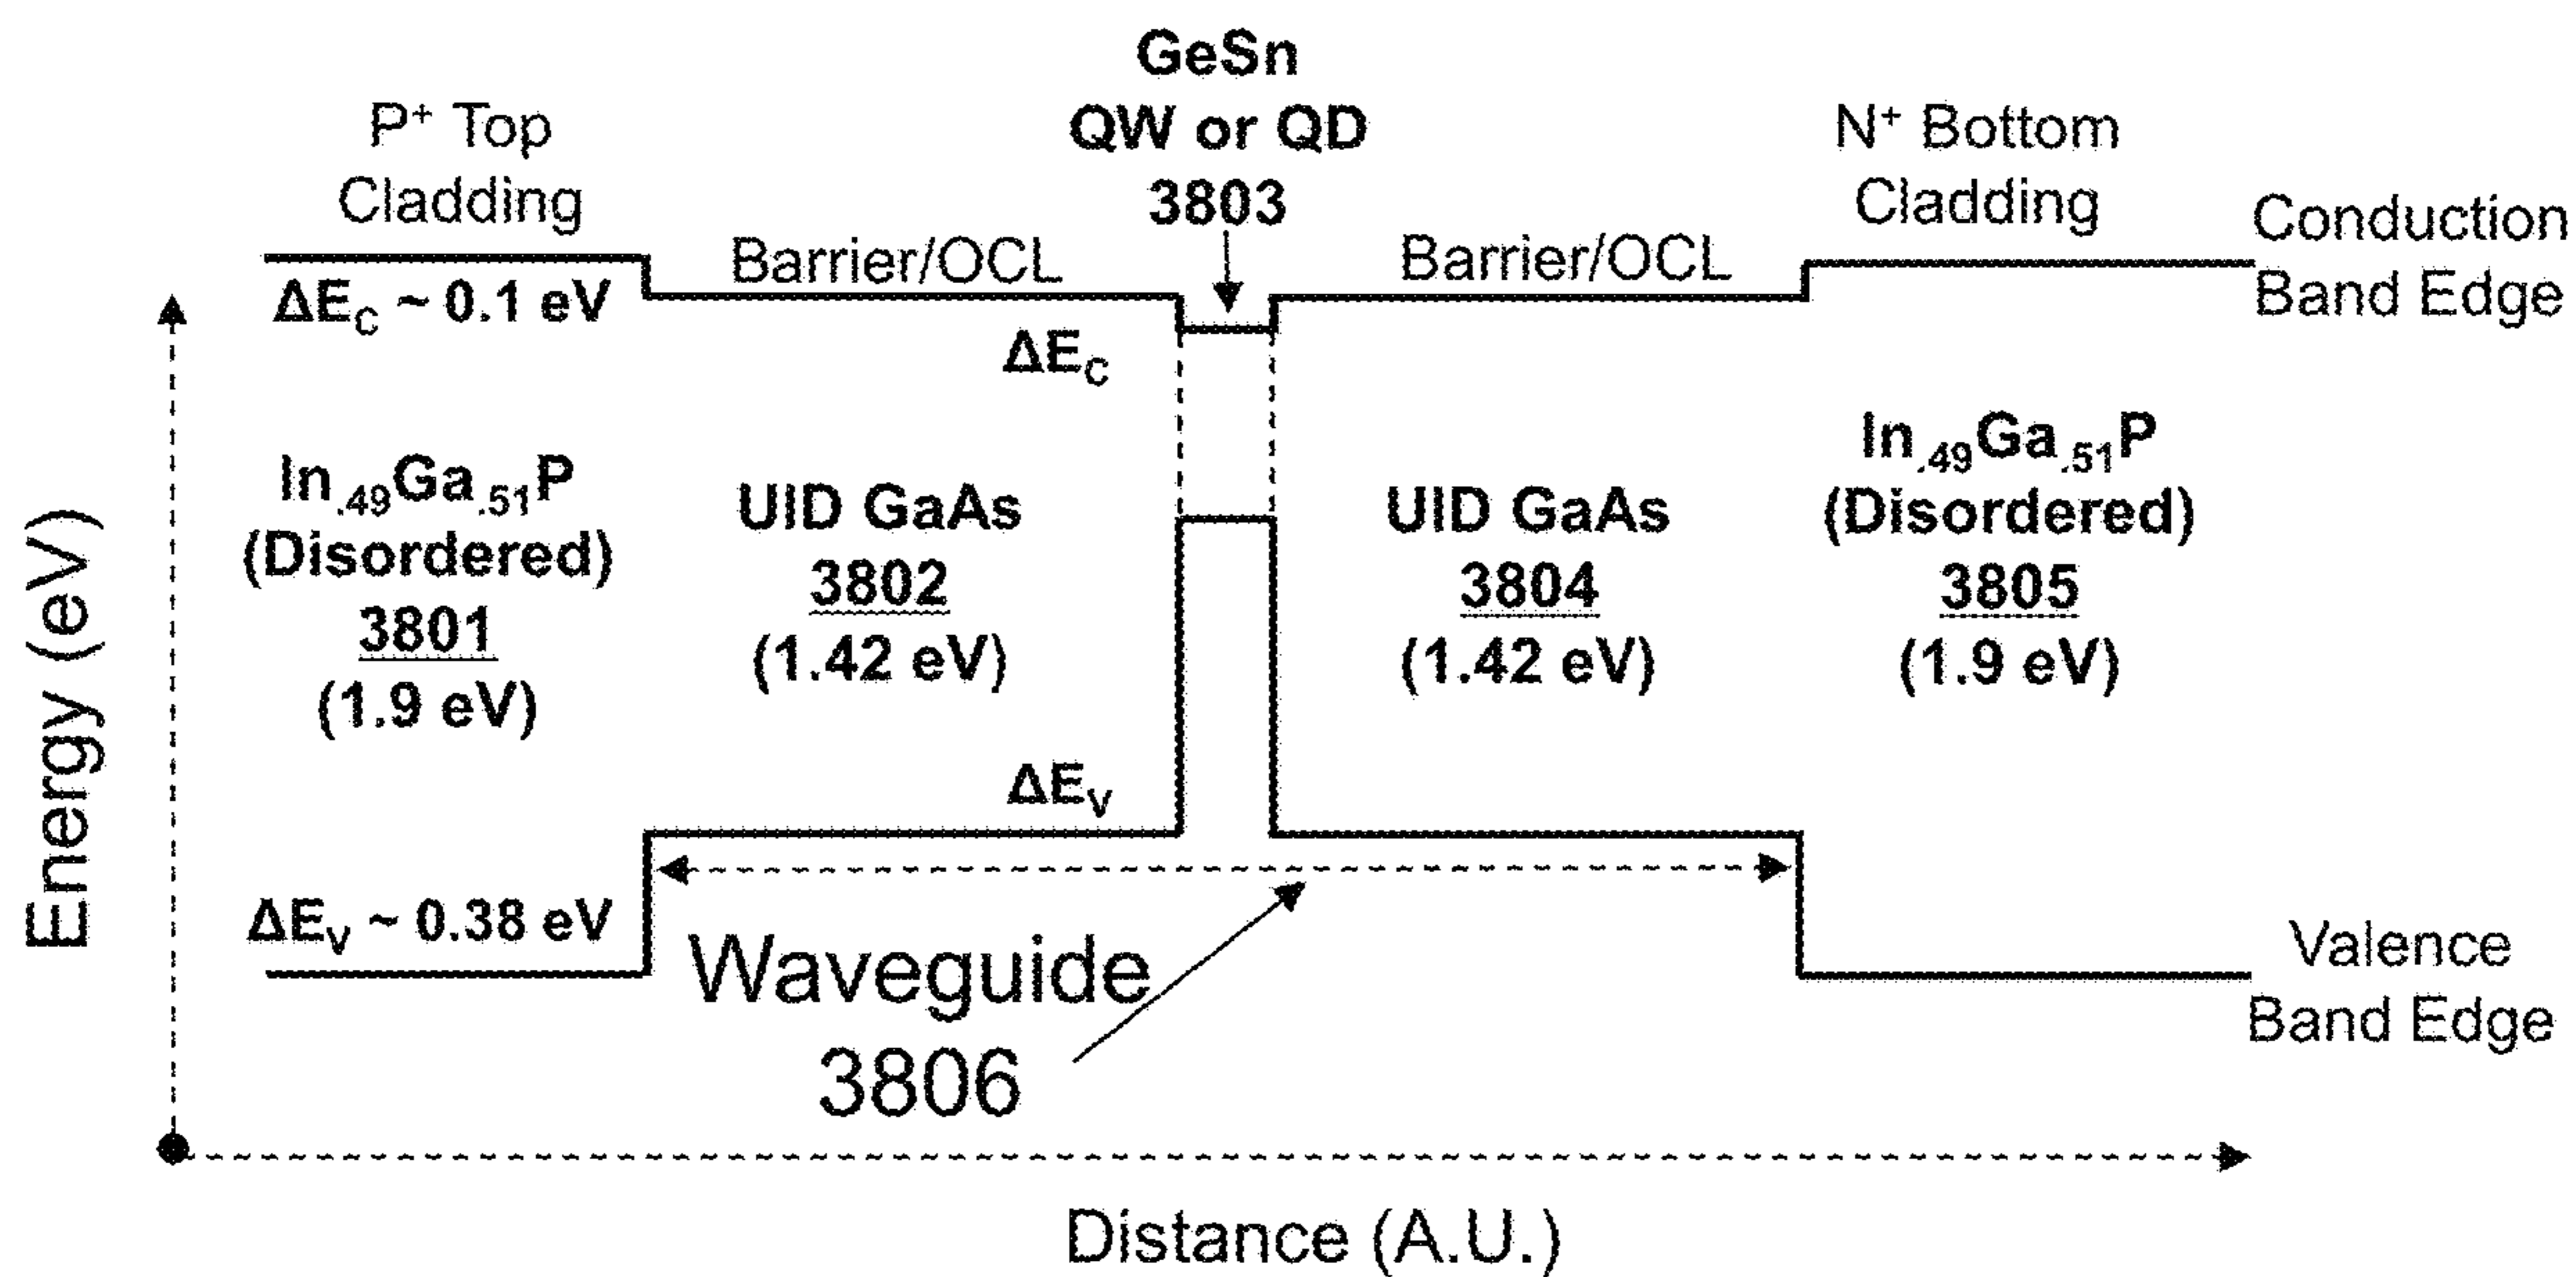 GeSn
QW or QD
3803
P⁺ Top
Cladding
N⁺ Bottom
Cladding
Conduction
Band Edge
Barrier/OCL
Barrier/OCL
ΔE_C ~ 0.1 eV
ΔE_C
In.49Ga.51P
(Disordered)
3801
(1.9 eV)
UID GaAs
3802
(1.42 eV)
UID GaAs
3804
(1.42 eV)
In.49Ga.51P
(Disordered)
3805
(1.9 eV)
Energy (eV)
ΔE_V
ΔE_V ~ 0.38 eV
Waveguide
3806
Valence
Band Edge
Distance (A.U.)